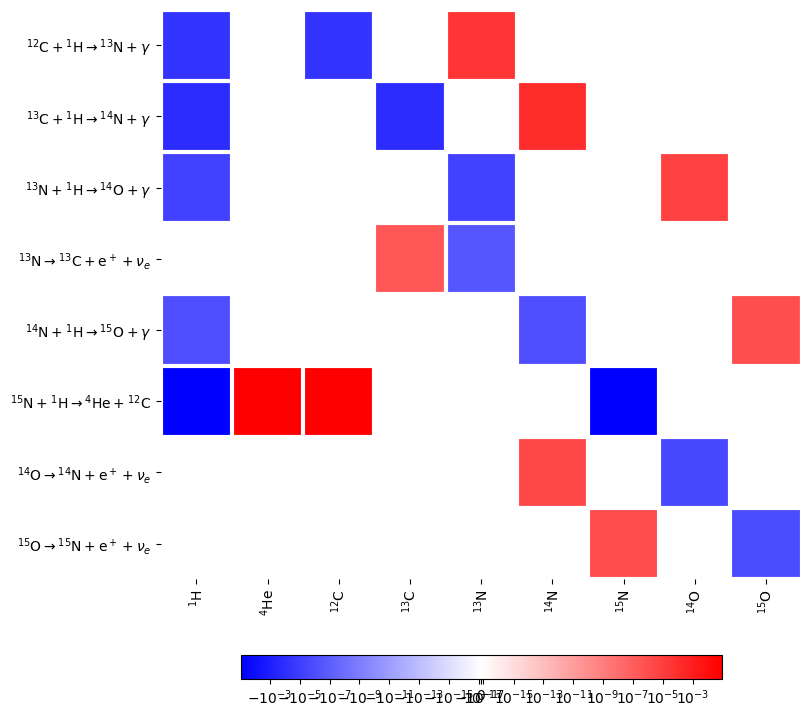 ¹²C + ¹H → ¹³N + γ
¹³C + ¹H → ¹⁴N + γ
¹³N + ¹H → ¹⁴O + γ
¹³N → ¹³C + e⁺ + νₑ
¹⁴N + ¹H → ¹⁵O + γ
¹⁵N + ¹H → ⁴He + ¹²C
¹⁴O → ¹⁴N + e⁺ + νₑ
¹⁵O → ¹⁵N + e⁺ + νₑ
¹H ⁴He ¹²C ¹³C ¹³N ¹⁴N ¹⁵N ¹⁴O ¹⁵O
−10⁻³ −10⁻⁵ −10⁻⁷ −10⁻⁹ −10⁻¹¹ −10⁻¹³ −10⁻¹⁵ 10⁻¹⁵ 10⁻¹³ 10⁻¹¹ 10⁻⁹ 10⁻⁷ 10⁻⁵ 10⁻³